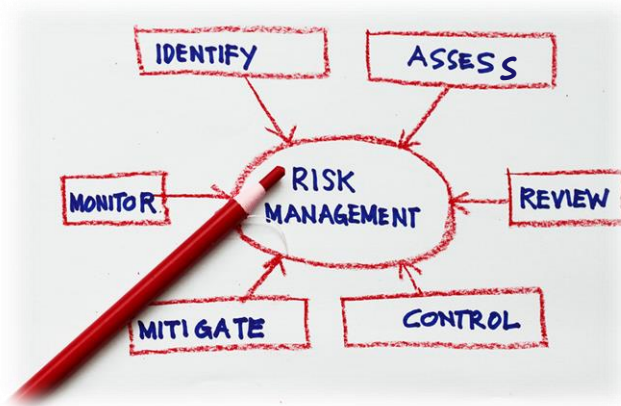 IDENTIFY
ASSESS
MONITOR
RISK
MANAGEMENT
REVIEW
MITIGATE
CONTROL